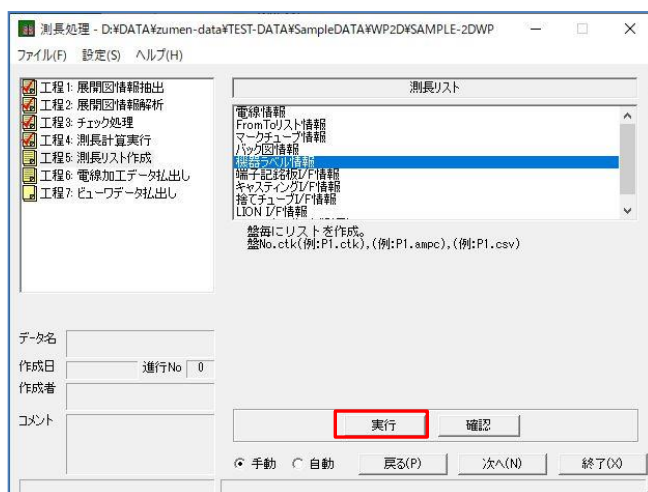 測長処理 - D:¥DATA¥zumen-data¥TEST-DATA¥SampleDATA¥WP2D¥SAMPLE-2DWP
ファイル(F) 設定(S) ヘルプ(H)
工程1: 展開図情報抽出
工程2: 展開図情報解析
工程3: チェック処理
工程4: 測長計算実行
工程5: 測長リスト作成
工程6: 電線加工データ払出し
工程7: ビューワデータ払出し
測長リスト
電線情報
FromToリスト情報
マークチューブ情報
バック図情報
機器ラベル情報
端子記銘板I/F情報
キャスティングI/F情報
捨てチューブI/F情報
LION I/F情報
盤毎にリストを作成。
盤No.ctk(例:P1.ctk),(例:P1.ampc),(例:P1.csv)
データ名
作成日 進行No 0
作成者
コメント
実行 確認
手動 自動 戻る(P) 次へ(N) 終了(X)